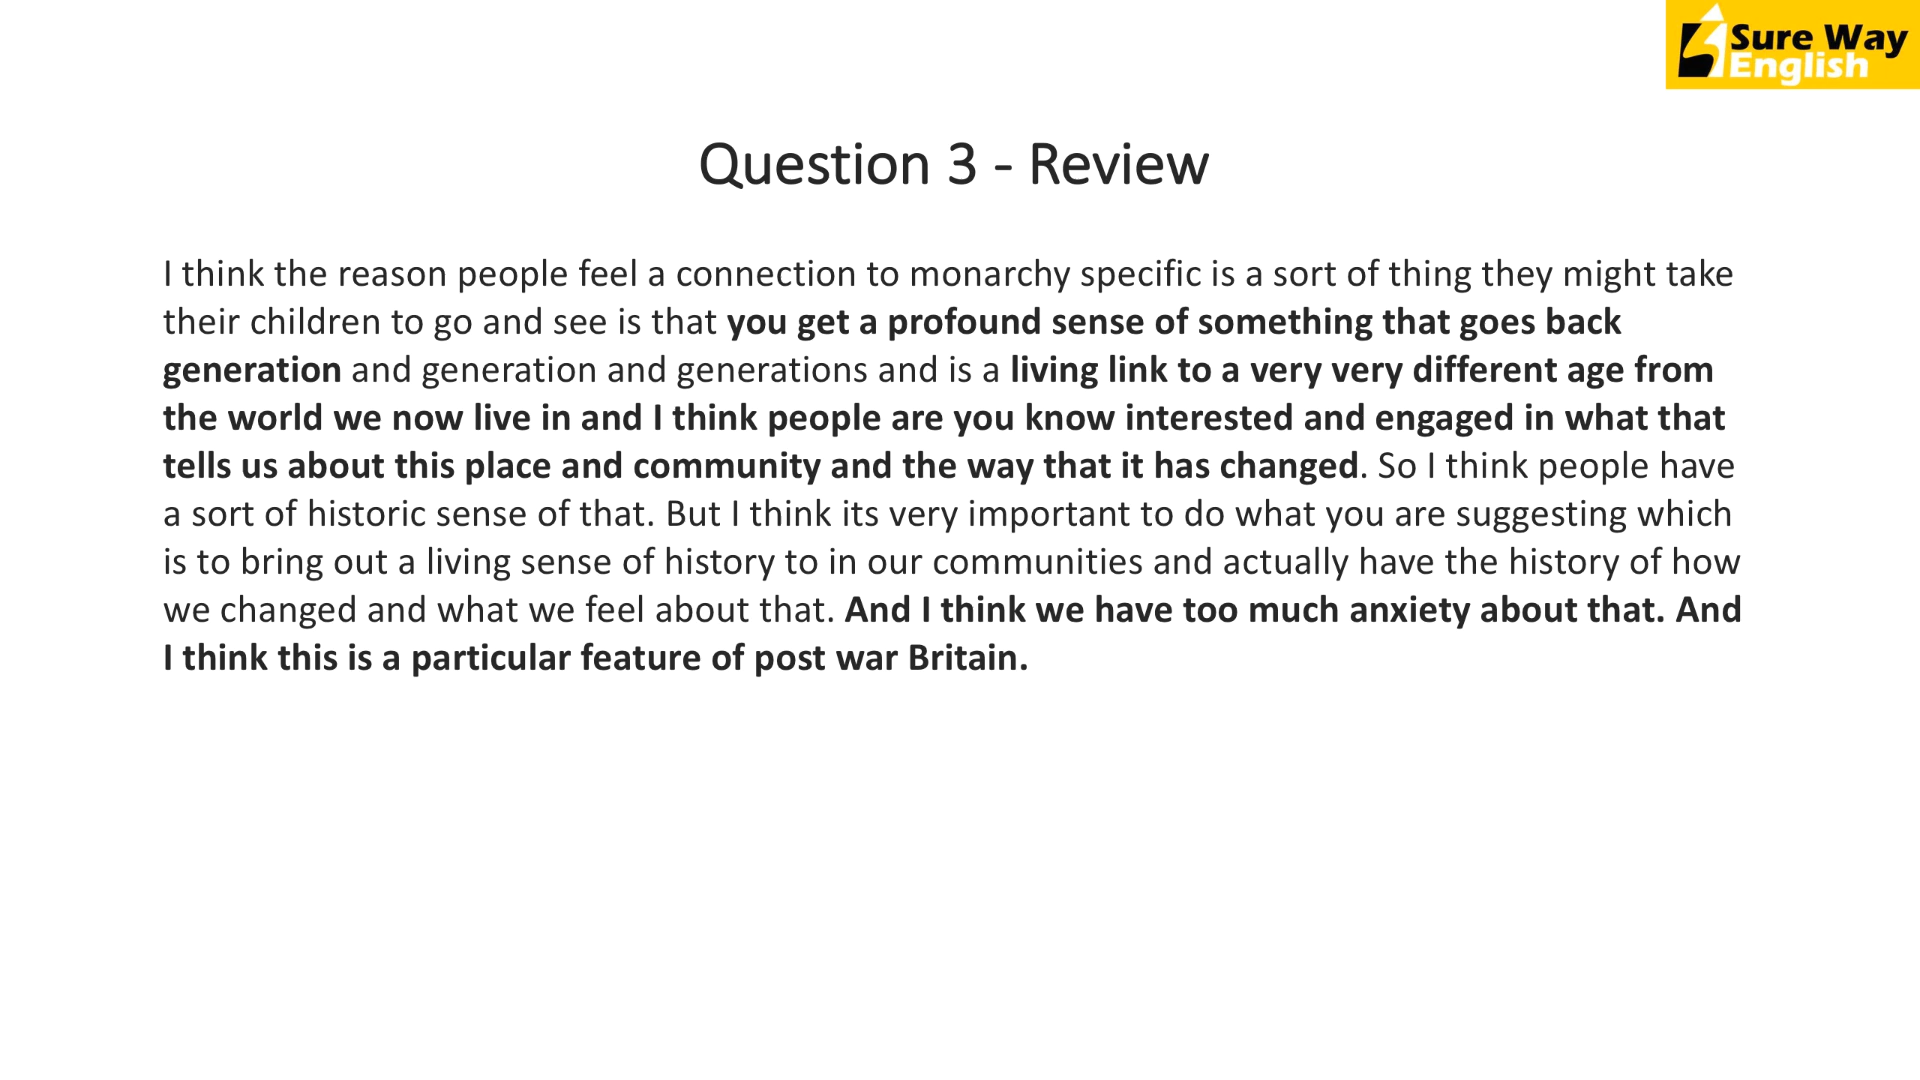 Sure Way
English
Question 3 - Review
I think the reason people feel a connection to monarchy specific is a sort of thing they might take
their children to go and see is that you get a profound sense of something that goes back
generation and generation and generations and is a living link to a very very different age from
the world we now live in and I think people are you know interested and engaged in what that
tells us about this place and community and the way that it has changed. So I think people have
a sort of historic sense of that. But I think its very important to do what you are suggesting which
is to bring out a living sense of history to in our communities and actually have the history of how
we changed and what we feel about that. And I think we have too much anxiety about that. And
I think this is a particular feature of post war Britain.